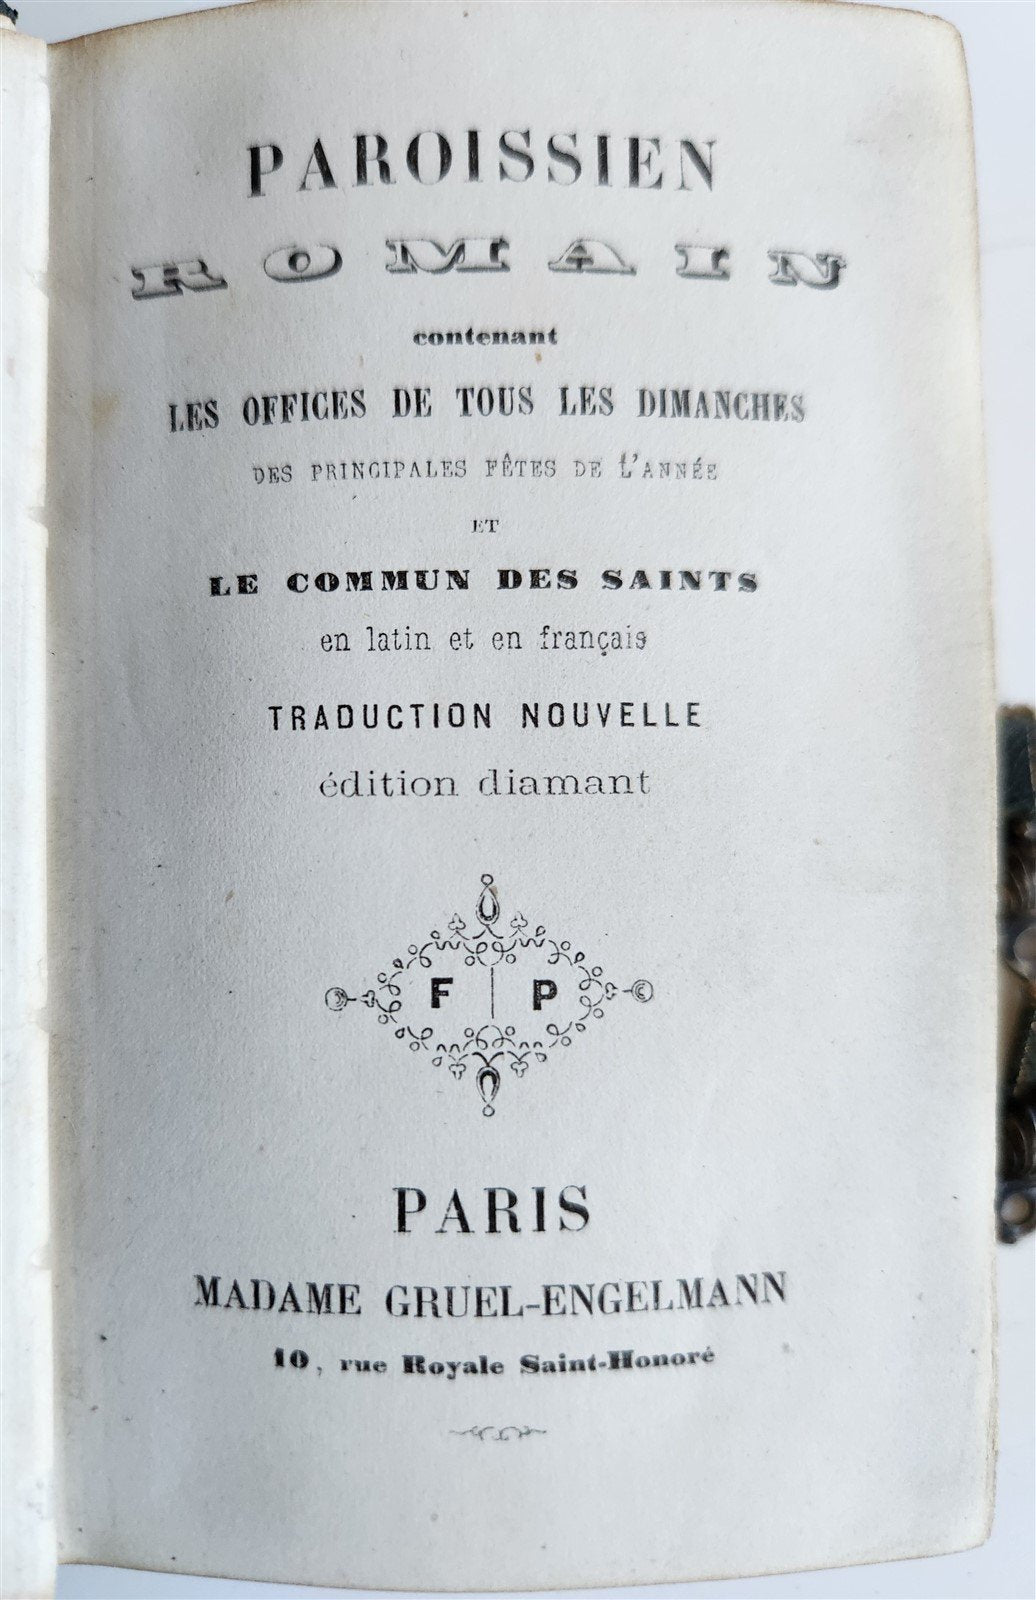 PAROISSIEN
ROMAIN
contenant
LES OFFICES DE TOUS LES DIMANCHES
DES PRINCIPALES FÊTES DE L'ANNÉE
ET
LE COMMUN DES SAINTS
en latin et en français
TRADUCTION NOUVELLE
édition diamant
F P
PARIS
MADAME GRUEL-ENGELMANN
10, rue Royale Saint-Honoré